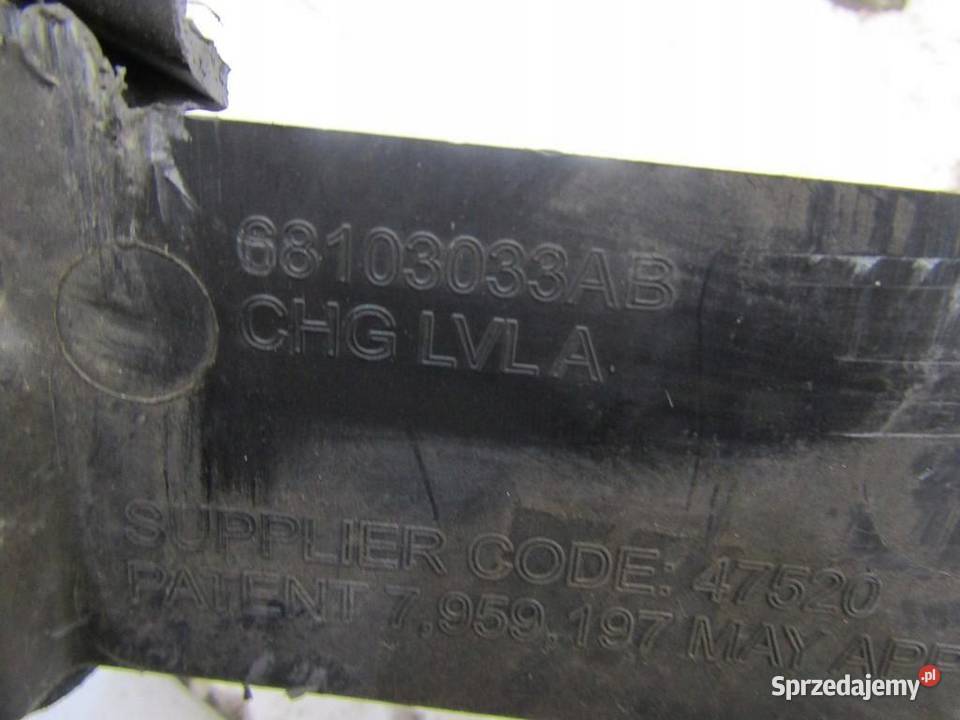 68103033AB
CHG LVL A
SUPPLIER CODE: 47520
PATENT 7,959,197 MAY
Sprzedajemy.pl